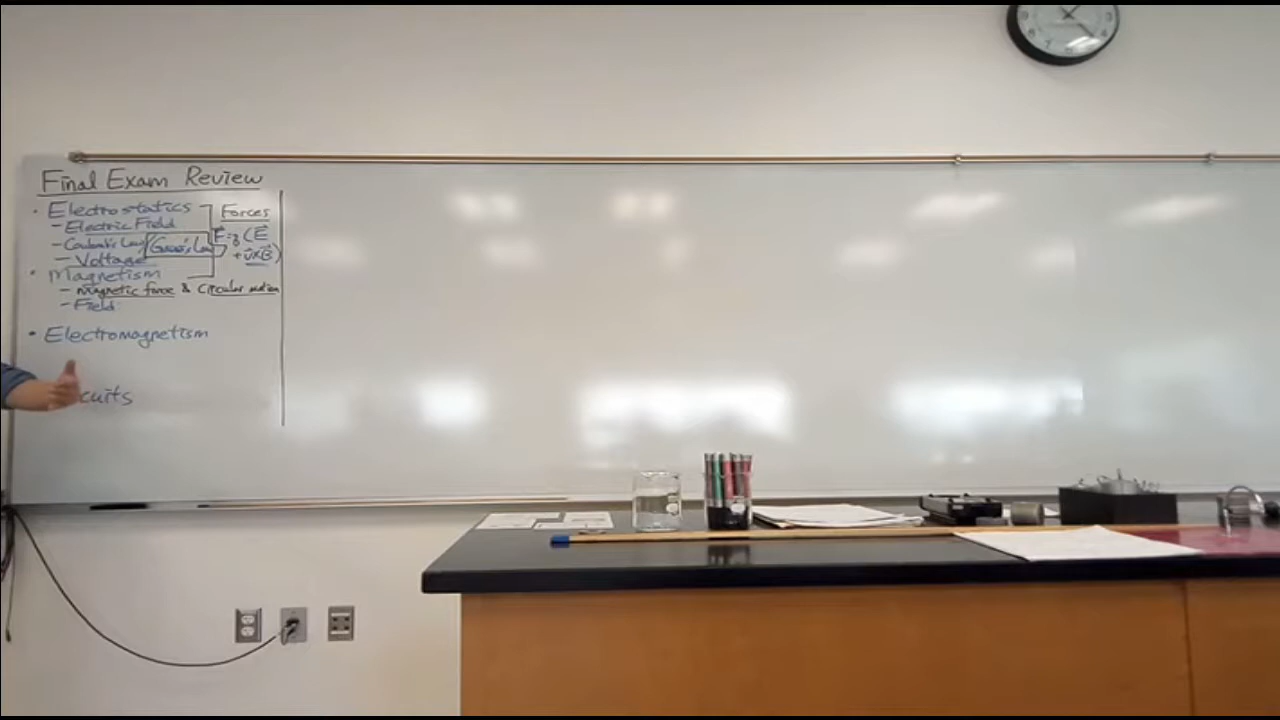 Final Exam Review
• Electrostatics
Forces
- Electric Field
F⃗=q(E⃗
+v⃗xB⃗)
- Coulomb's Law
Gauss's Law
- Voltage
• Magnetism
- magnetic force & Circular motion
- Field
• Electromagnetism
cuits